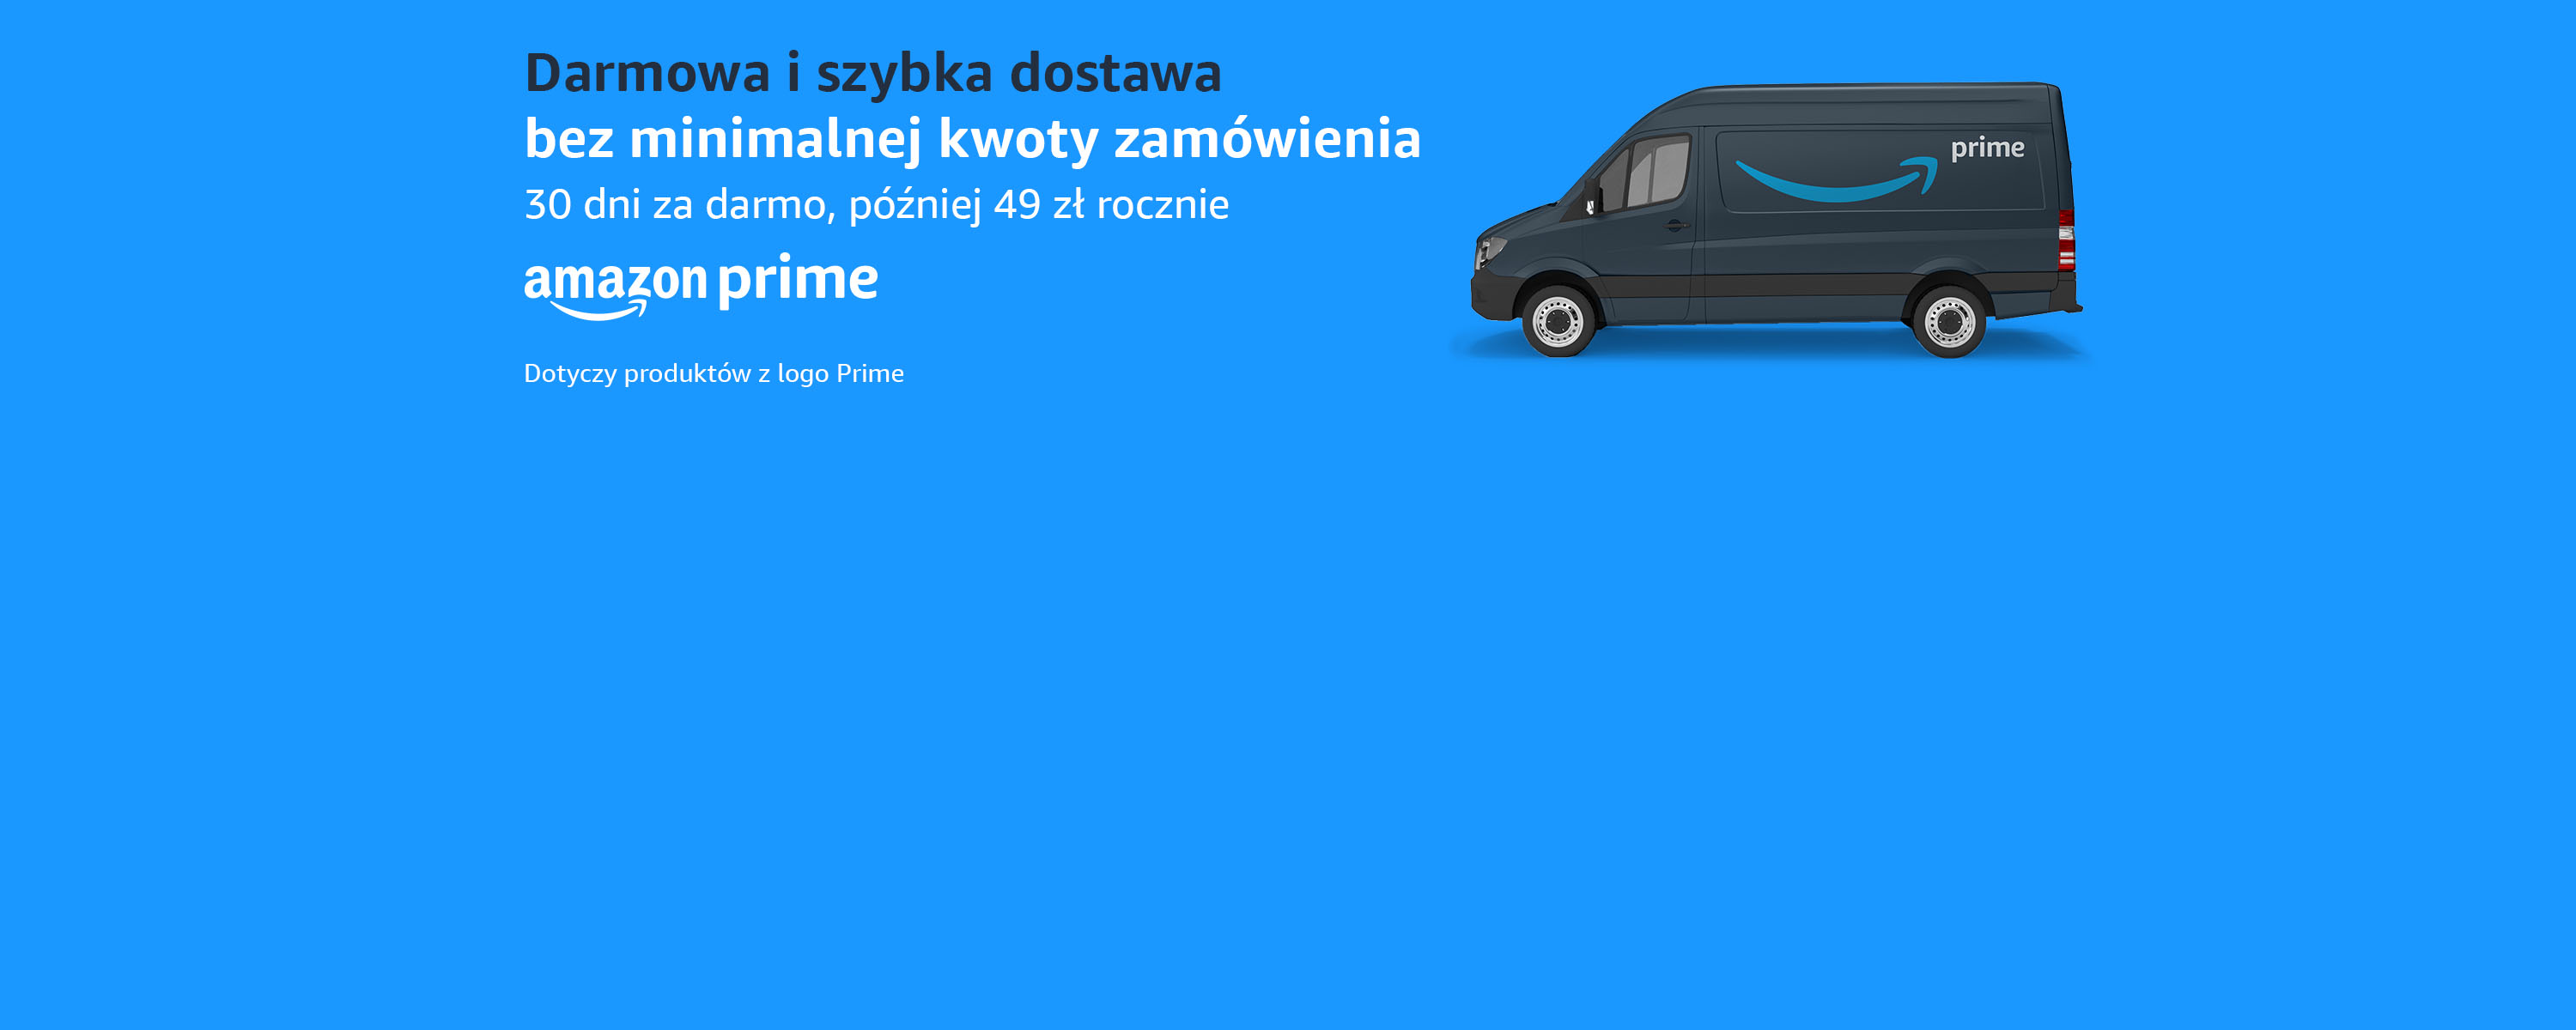 Darmowa i szybka dostawa
bez minimalnej kwoty zamówienia
30 dni za darmo, później 49 zł rocznie
amazon prime
Dotyczy produktów z logo Prime
prime